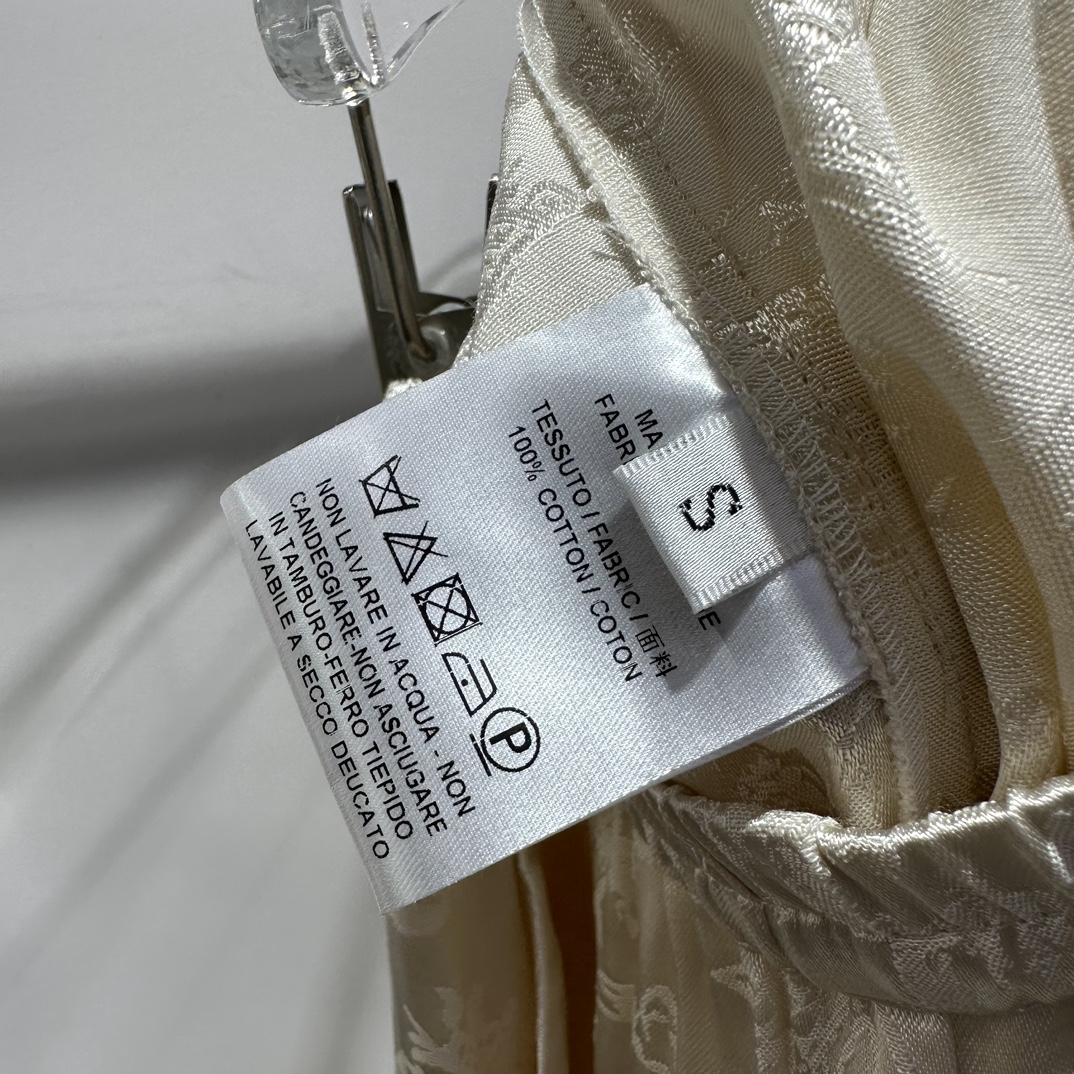 MA
FABR
E
S
TESSUTO / FABRIC / 面料
100% COTTON / COTON
P
NON LAVARE IN ACQUA - NON
CANDEGGIARE-NON ASCIUGARE
IN TAMBURO-FERRO TIEPIDO
LAVABILE A SECCO DEUCATO